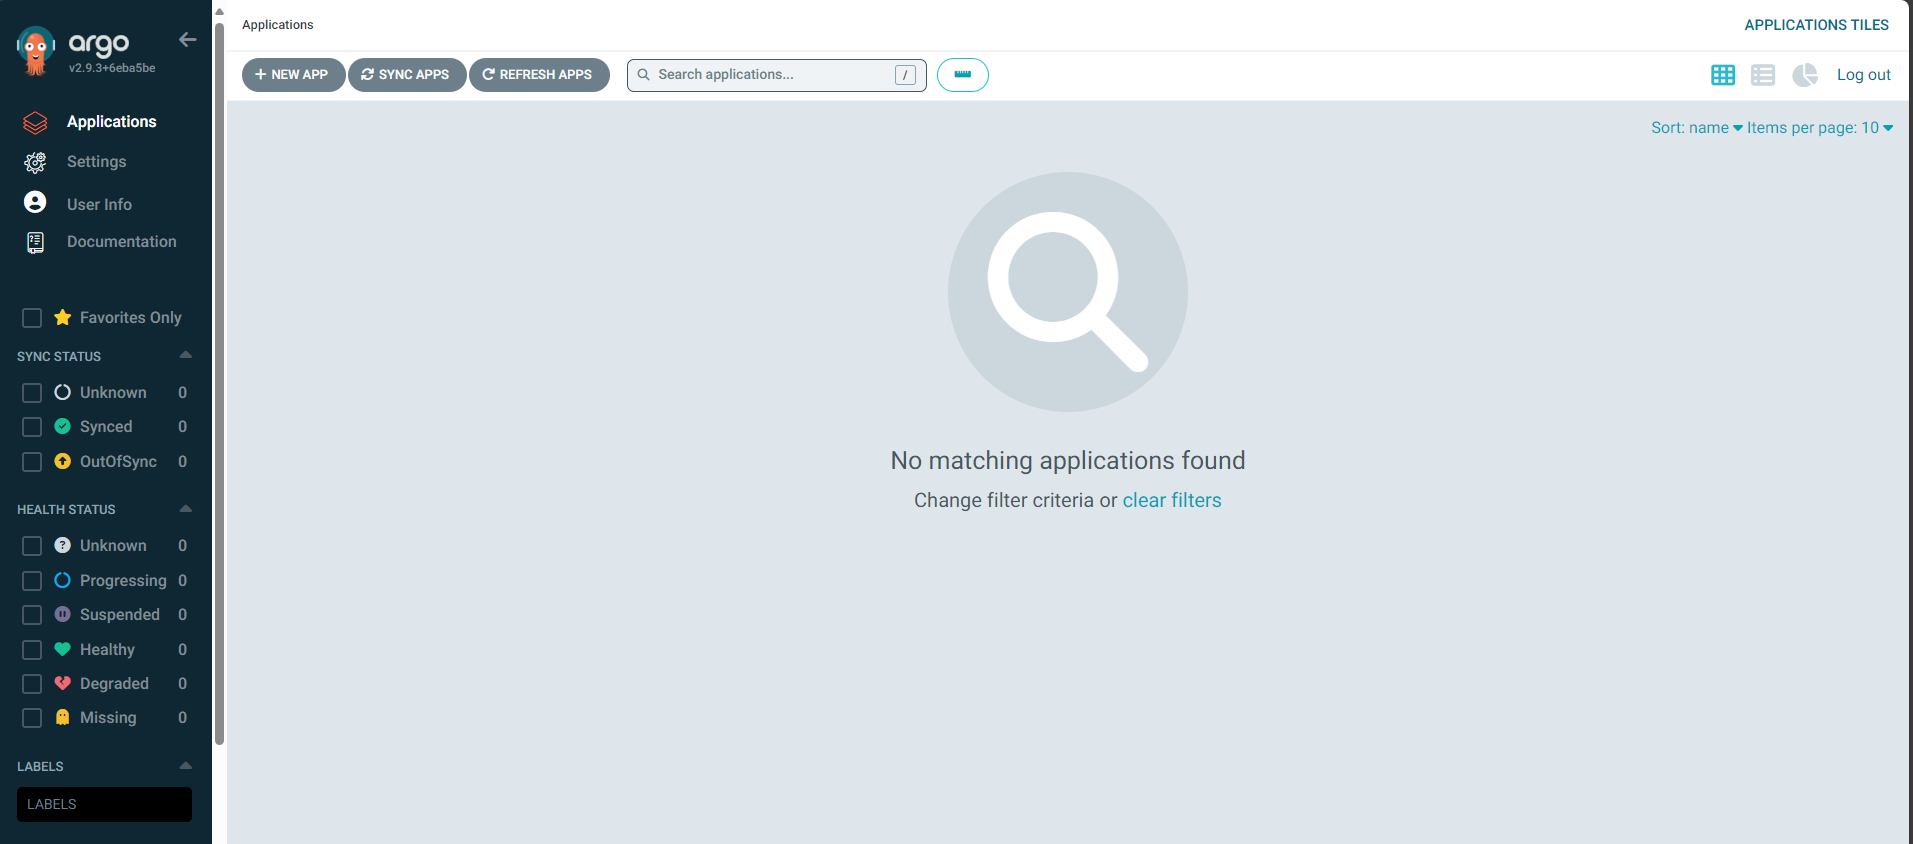 argo
v2.9.3+6eba5be
Applications
Settings
User Info
Documentation
Favorites Only
SYNC STATUS
Unknown 0
Synced 0
OutOfSync 0
HEALTH STATUS
Unknown 0
Progressing 0
Suspended 0
Healthy 0
Degraded 0
Missing 0
LABELS
LABELS
Applications
APPLICATIONS TILES
+ NEW APP SYNC APPS REFRESH APPS Search applications... / Log out
Sort: name Items per page: 10
No matching applications found
Change filter criteria or clear filters